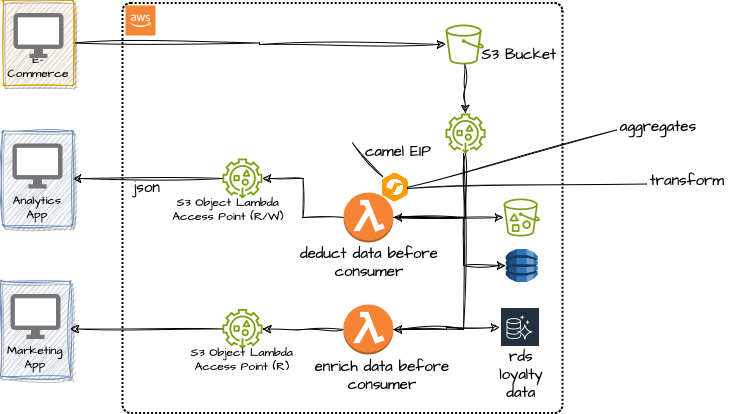 aws
E-
Commerce
S3 Bucket
aggregates
camel EIP
transform
json
Analytics
App
S3 Object Lambda
Access Point (R/W)
deduct data before
consumer
Marketing
App
S3 Object Lambda
Access Point (R)
enrich data before
consumer
rds
loyalty
data